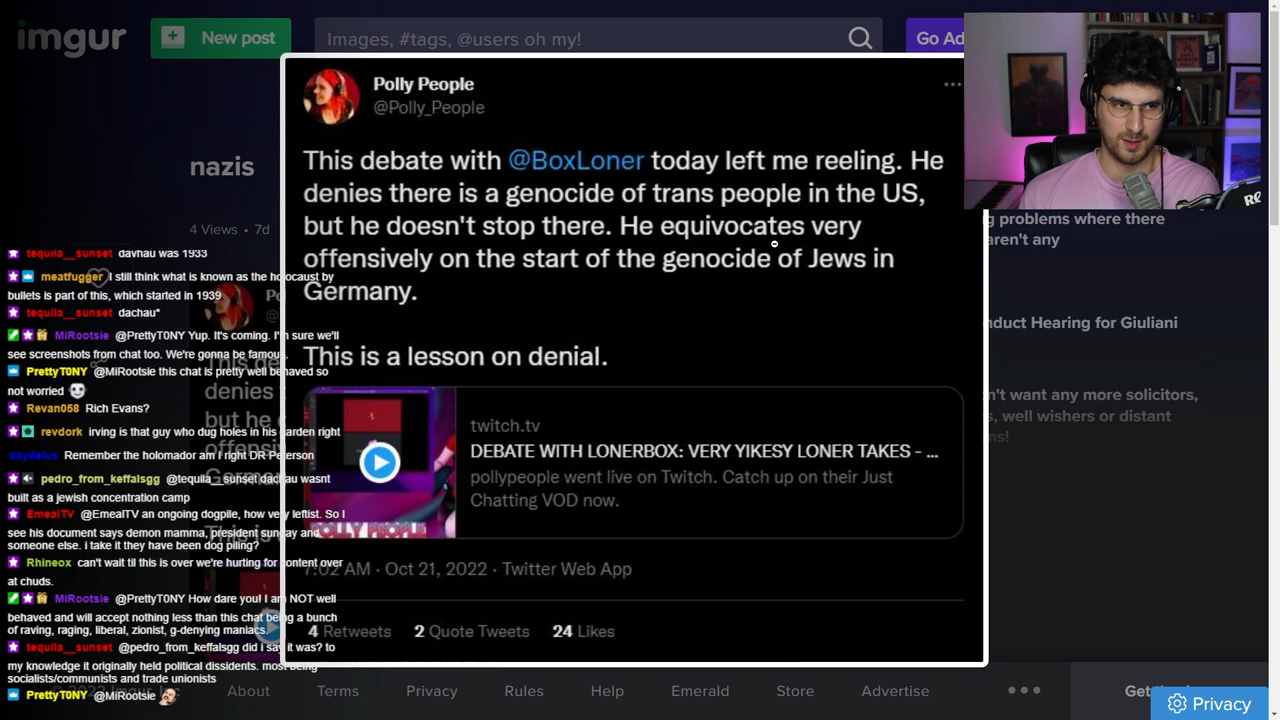 imgur
New post
Images, #tags, @users oh my!
Go Ad
nazis
4 Views • 7d
Polly People
@Polly_People
This debate with @BoxLoner today left me reeling. He
denies there is a genocide of trans people in the US,
but he doesn't stop there. He equivocates very
offensively on the start of the genocide of Jews in
Germany.
This is a lesson on denial.
twitch.tv
DEBATE WITH LONERBOX: VERY YIKESY LONER TAKES - ...
pollypeople went live on Twitch. Catch up on their Just
Chatting VOD now.
7:02 AM · Oct 21, 2022 · Twitter Web App
4 Retweets 2 Quote Tweets 24 Likes
g problems where there
aren't any
nduct Hearing for Giuliani
n't want any more solicitors,
s, well wishers or distant
ns!
tequila__sunset davhau was 1933
meatfugger I still think what is known as the holocaust by
bullets is part of this, which started in 1939
tequila__sunset dachau*
MiRootsie @PrettyT0NY Yup. It's coming. I'm sure we'll
see screenshots from chat too. We're gonna be famous.
PrettyT0NY @MiRootsie this chat is pretty well behaved so
not worried
Revan058 Rich Evans?
revdork irving is that guy who dug holes in his garden right
daydelus Remember the holomador am I right DR Peterson
pedro_from_keffalsgg @tequila__sunset dachau wasnt
built as a jewish concentration camp
EmealTV @EmealTV an ongoing dogpile, how very leftist. So I
see his document says demon mamma, president sunday and
someone else. i take it they have been dog piling?
Rhineox can't wait til this is over we're hurting for content over
at chuds.
MiRootsie @PrettyT0NY How dare you! I am NOT well
behaved and will accept nothing less than this chat being a bunch
of raving, raging, liberal, zionist, g-denying maniacs.
tequila__sunset @pedro_from_keffalsgg did i say it was? to
my knowledge it originally held political dissidents. most being
socialists/communists and trade unionists
PrettyT0NY @MiRootsie
About Terms Privacy Rules Help Emerald Store Advertise
Get
Privacy